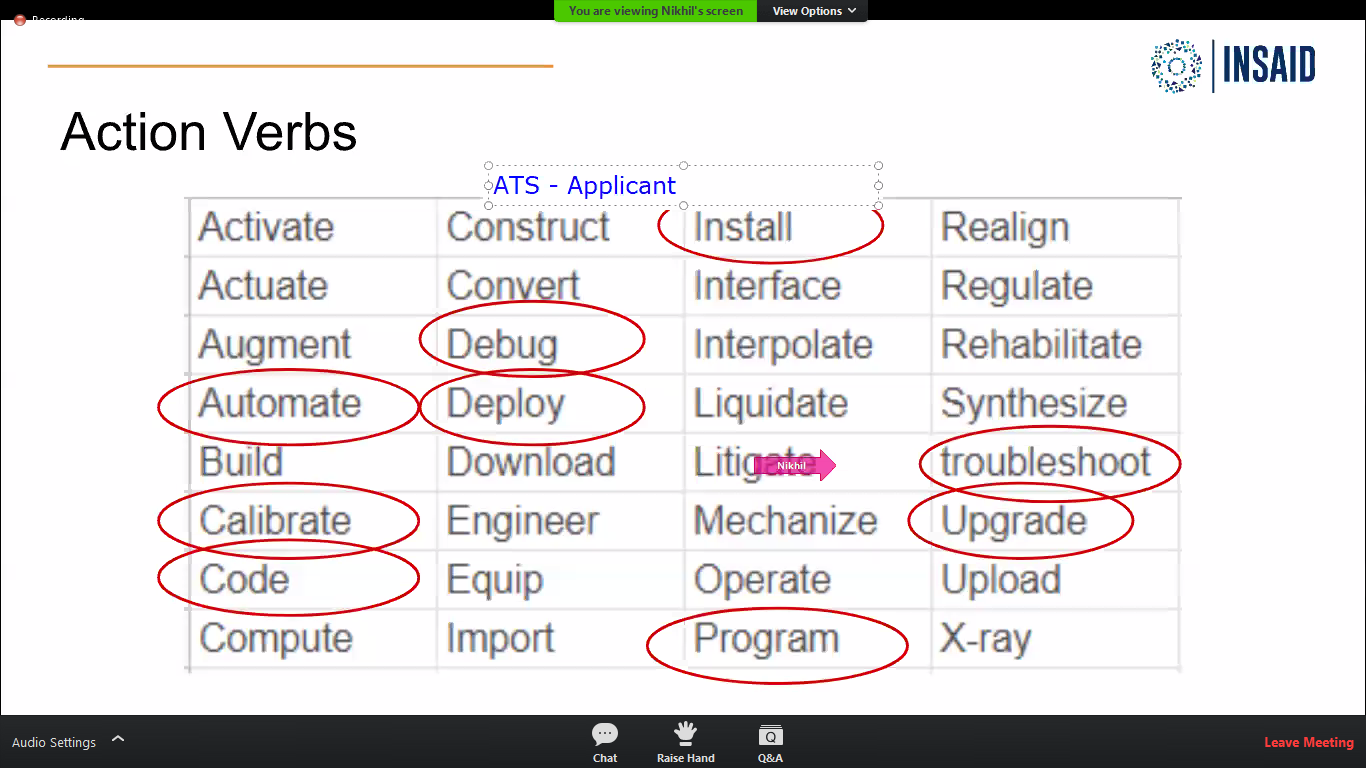 Recording
You are viewing Nikhil's screen View Options
INSAID
Action Verbs
ATS - Applicant
Activate Construct Install Realign
Actuate Convert Interface Regulate
Augment Debug Interpolate Rehabilitate
Automate Deploy Liquidate Synthesize
Build Download Litigate troubleshoot
Nikhil
Calibrate Engineer Mechanize Upgrade
Code Equip Operate Upload
Compute Import Program X-ray
Audio Settings Chat Raise Hand Q&A Leave Meeting